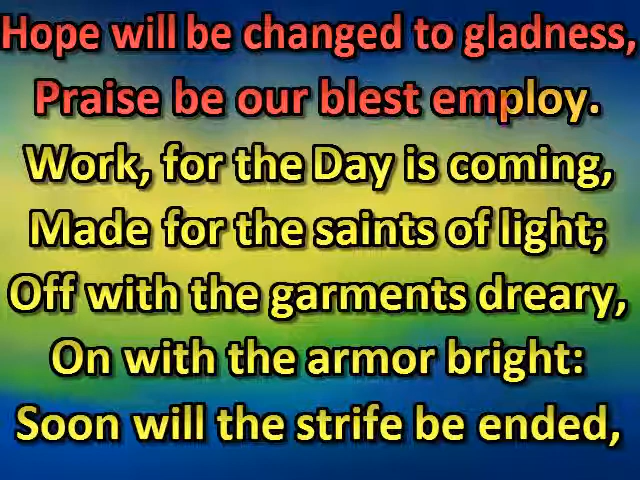 Hope will be changed to gladness,
Praise be our blest employ.
Work, for the Day is coming,
Made for the saints of light;
Off with the garments dreary,
On with the armor bright:
Soon will the strife be ended,